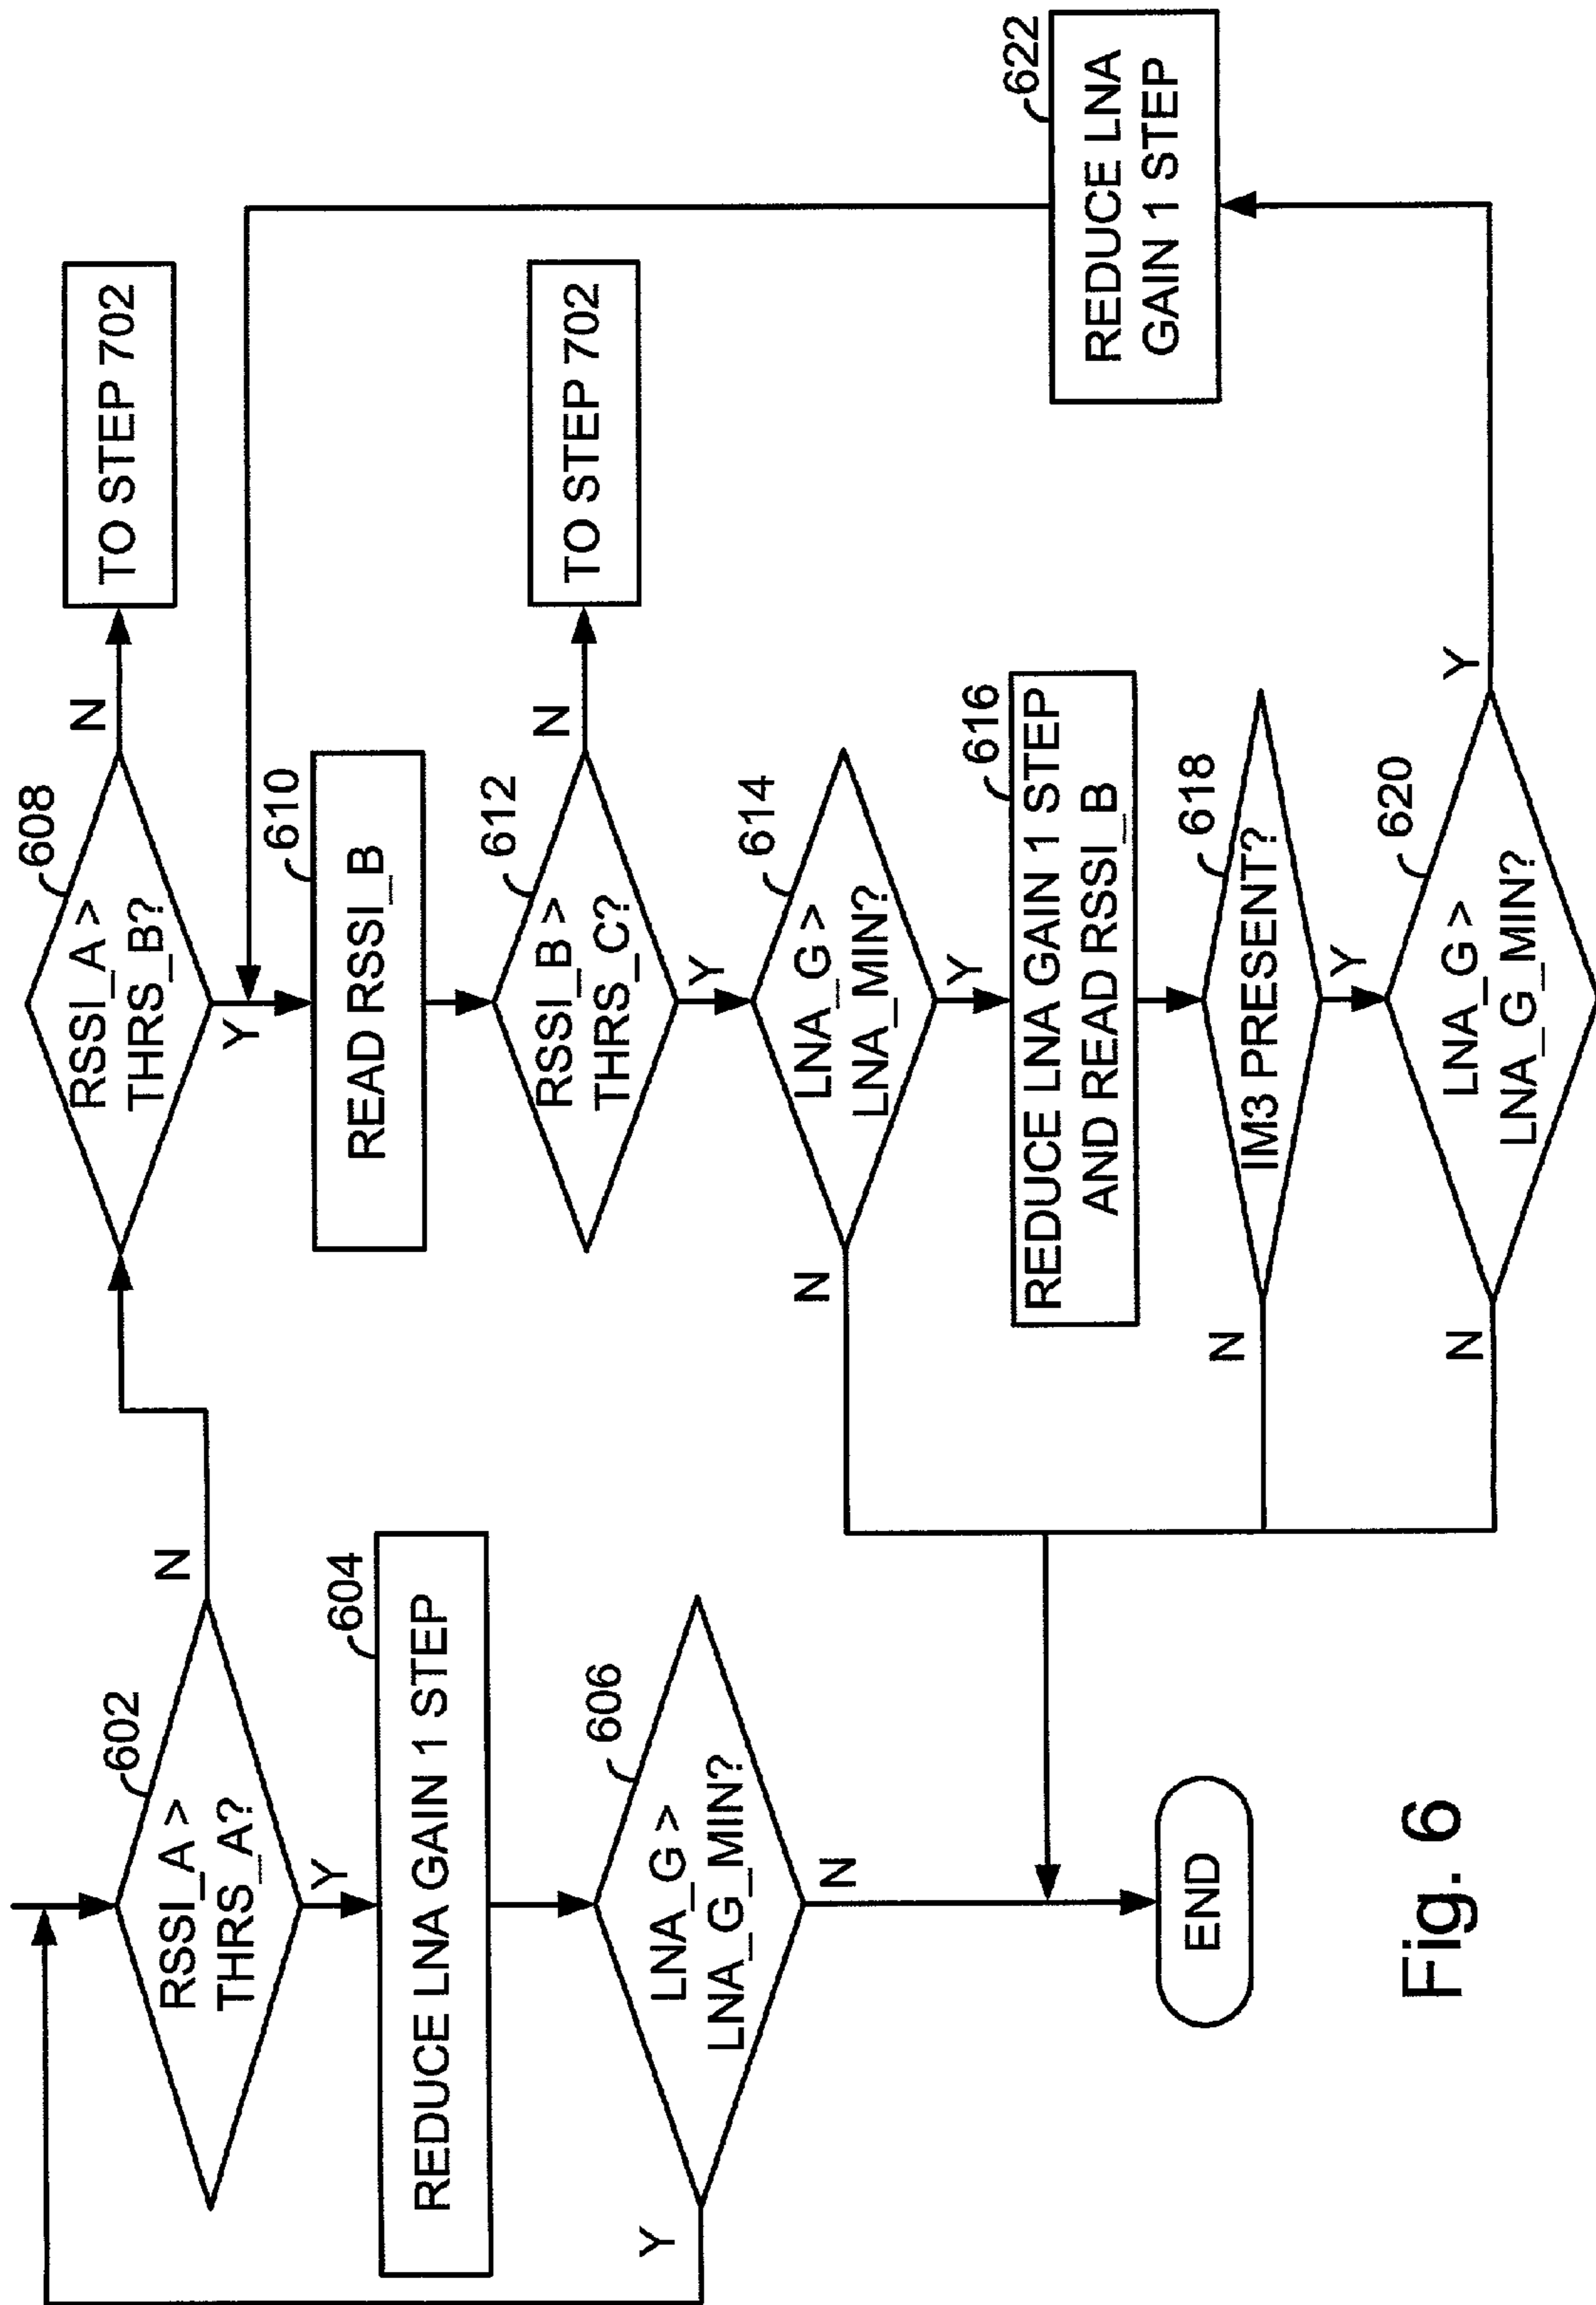 602
RSSI_A >
THRS_A?
N
Y
604
REDUCE LNA GAIN 1 STEP
606
LNA_G >
LNA_G_MIN?
Y
N
END
608
RSSI_A >
THRS_B?
N
TO STEP 702
Y
610
READ RSSI_B
612
RSSI_B >
THRS_C?
N
TO STEP 702
Y
614
LNA_G >
LNA_MIN?
N
Y
616
REDUCE LNA GAIN 1 STEP
AND READ RSSI_B
618
IM3 PRESENT?
N
Y
620
LNA_G >
LNA_G_MIN?
N
Y
622
REDUCE LNA
GAIN 1 STEP
Fig. 6